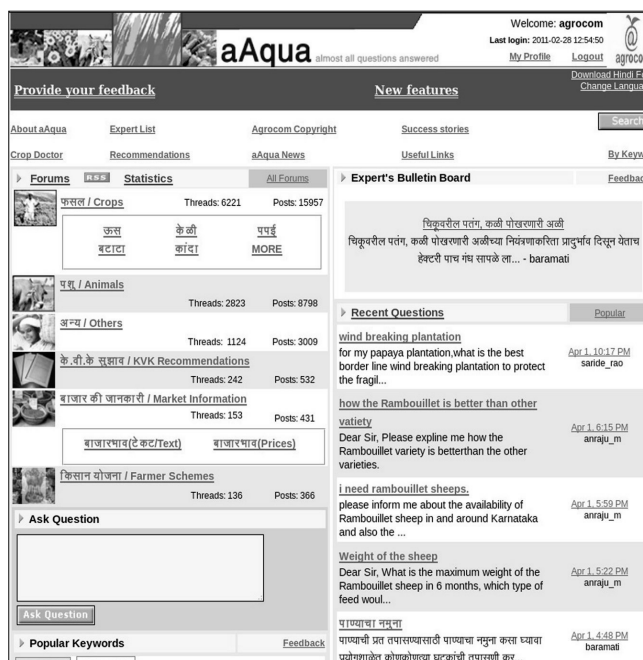 Welcome: agrocom
Last login: 2011-02-28 12:54:50
aAqua almost all questions answered
My Profile Logout
agroco
Download Hindi F
Provide your feedback New features
Change Langua
Search
About aAqua Expert List Agrocom Copyright Success stories
Crop Doctor Recommendations aAqua News Useful Links By Keyw
Forums RSS Statistics All Forums
फसल / Crops Threads: 6221 Posts: 15957
ऊस केळी पपई
बटाटा कांदा MORE
पशु / Animals
Threads: 2823 Posts: 8798
अन्य / Others
Threads: 1124 Posts: 3009
के.वी.के सुझाव / KVK Recommendations
Threads: 242 Posts: 532
बाजार की जानकारी / Market Information
Threads: 153 Posts: 431
बाजारभाव(टेकट/Text) बाजारभाव(Prices)
किसान योजना / Farmer Schemes
Threads: 136 Posts: 366
Ask Question
Ask Question
Popular Keywords Feedback
Expert's Bulletin Board Feedbac
चिकूवरील पतंग, कळी पोखरणारी अळी
चिकूवरील पतंग, कळी पोखरणारी अळीच्या नियंत्रणाकरिता प्रादुर्भाव दिसून येताच
हेक्टरी पाच गंध सापळे ला... - baramati
Recent Questions Popular
wind breaking plantation
for my papaya plantation,what is the best
border line wind breaking plantation to protect
the fragil...
Apr 1, 10:17 PM
saride_rao
how the Rambouillet is better than other
vatiety
Dear Sir, Please expline me how the
Rambouillet variety is betterthan the other
varieties.
Apr 1, 6:15 PM
anraju_m
i need rambouillet sheeps.
please inform me about the availability of
Rambouillet sheep in and around Karnataka
and also the ...
Apr 1, 5:59 PM
anraju_m
Weight of the sheep
Dear Sir, What is the maximum weight of the
Rambouillet sheep in 6 months, which type of
feed woul...
Apr 1, 5:22 PM
anraju_m
पाण्याचा नमुना
पाण्याची प्रत तपासण्यासाठी पाण्याचा नमुना कसा घ्यावा
प्रयोगशाळेत कोणकोणत्या घटकांची तपासणी कर...
Apr 1, 4:48 PM
baramati